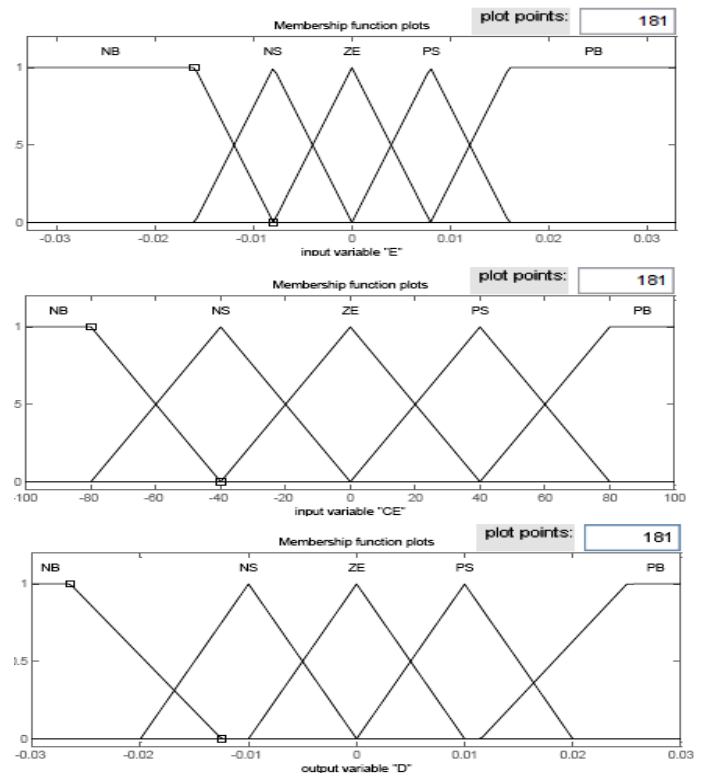 Membership function plots plot points: 181
NB NS ZE PS PB
1
.5
0
-0.03 -0.02 -0.01 0 0.01 0.02 0.03
input variable "E"
Membership function plots plot points: 181
NB NS ZE PS PB
1
5
0
-100 -80 -60 -40 -20 0 20 40 60 80 100
input variable "CE"
Membership function plots plot points: 181
NB NS ZE PS PB
1
0.5
0
-0.03 -0.02 -0.01 0 0.01 0.02 0.03
output variable "D"